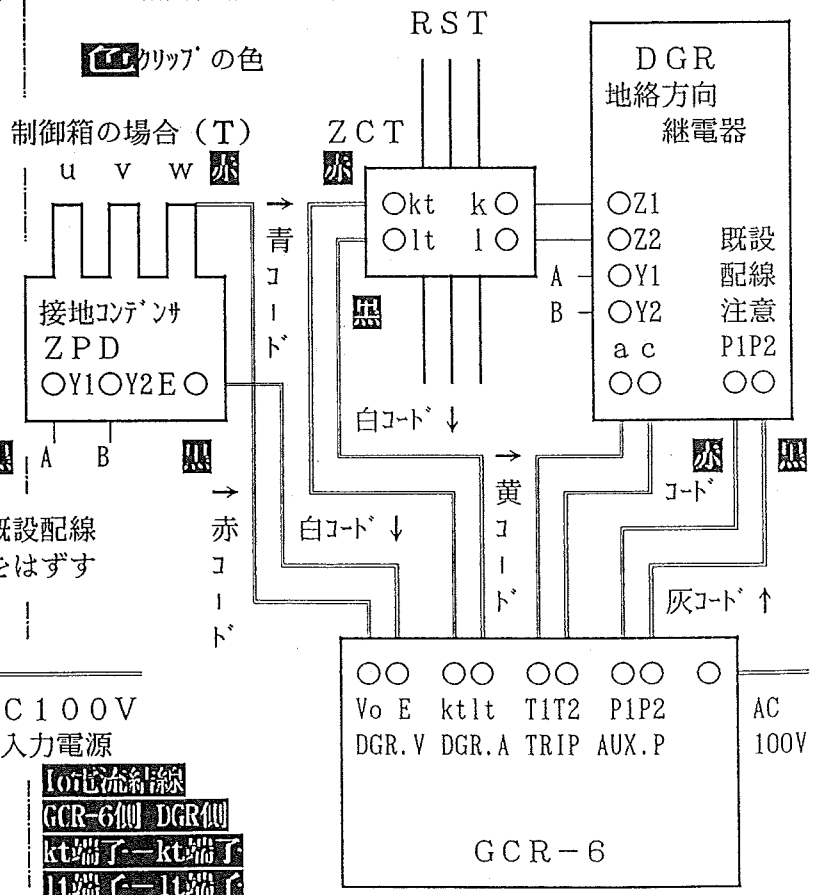 色クリップの色
RST
DGR
地絡方向
継電器
制御箱の場合(T)
ZCT
u v w 赤
赤
○kt k○
○lt l○
○Z1
○Z2 既設
A ○Y1 配線
B ○Y2 注意
a c P1P2
○○ ○○
→
青コード
黒
接地コンデンサ
ZPD
○Y1○Y2E○
白コード↓
黒 A B 黒
赤 黒
→
黄コード
コード
→
赤コード
既設配線
をはずす
白コード↓
灰コード↑
○○ ○○ ○○ ○○ ○
Vo E ktlt T1T2 P1P2
DGR.V DGR.A TRIP AUX.P
AC
100V
GCR-6
C100V
入力電源
Io電流結線
GCR-6側 DGR側
kt端子ーkt端子
lt端子ーlt端子